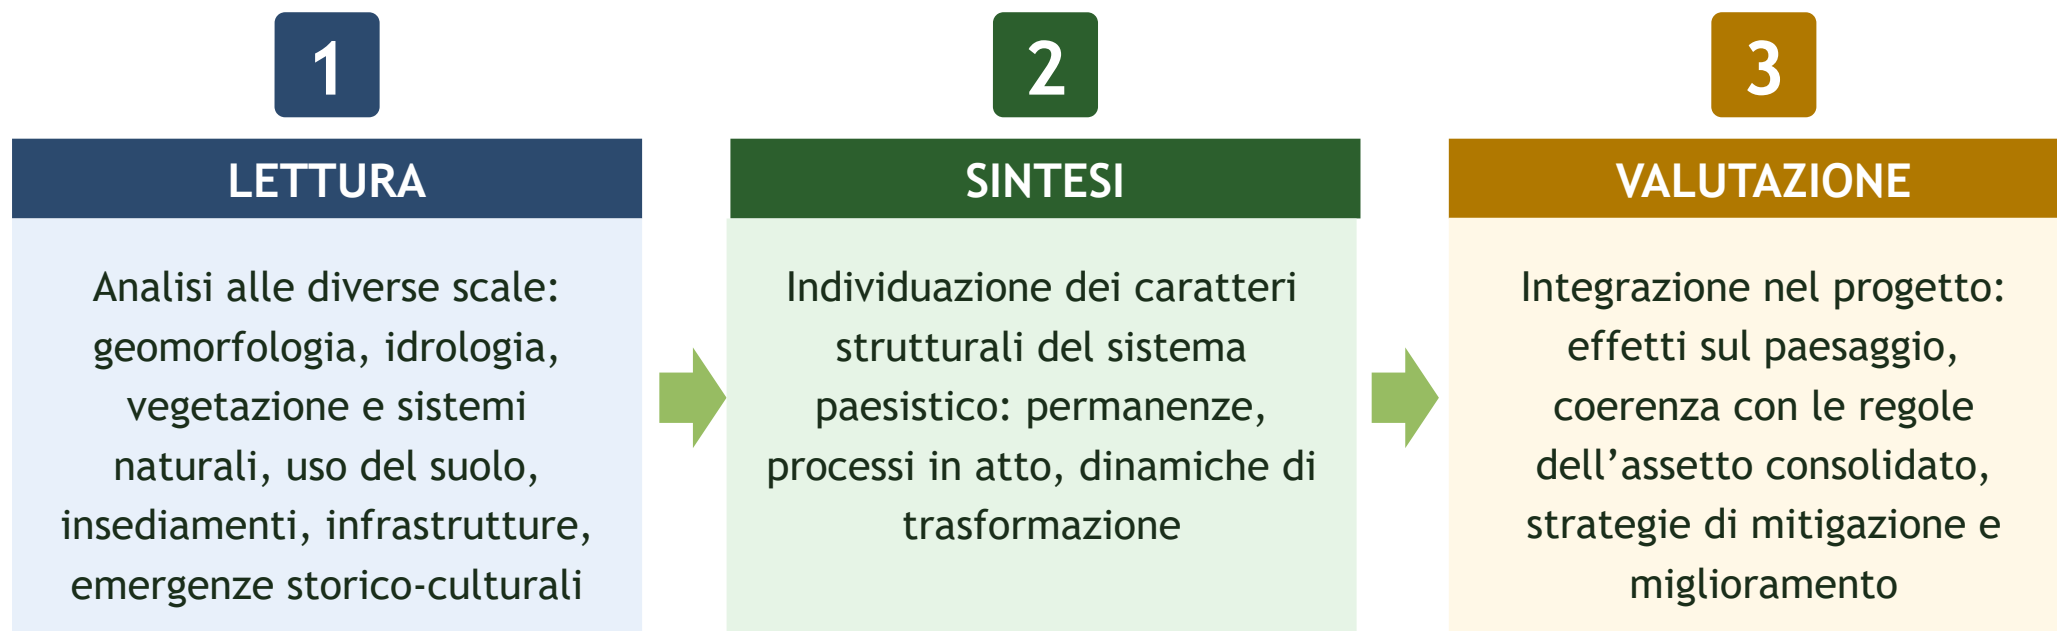 1
LETTURA
Analisi alle diverse scale:
geomorfologia, idrologia,
vegetazione e sistemi
naturali, uso del suolo,
insediamenti, infrastrutture,
emergenze storico-culturali
2
SINTESI
Individuazione dei caratteri
strutturali del sistema
paesistico: permanenze,
processi in atto, dinamiche di
trasformazione
3
VALUTAZIONE
Integrazione nel progetto:
effetti sul paesaggio,
coerenza con le regole
dell’assetto consolidato,
strategie di mitigazione e
miglioramento